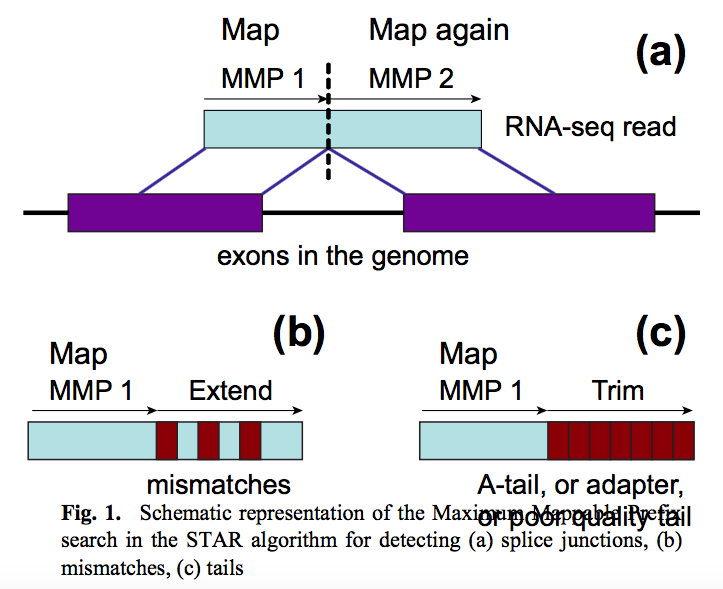 Map Map again (a)
MMP 1 MMP 2
RNA-seq read
exons in the genome
(b) (c)
Map Map
MMP 1 Extend MMP 1 Trim
mismatches A-tail, or adapter,
or poor quality tail
Fig. 1. Schematic representation of the Maximum Mappable Prefix
search in the STAR algorithm for detecting (a) splice junctions, (b)
mismatches, (c) tails